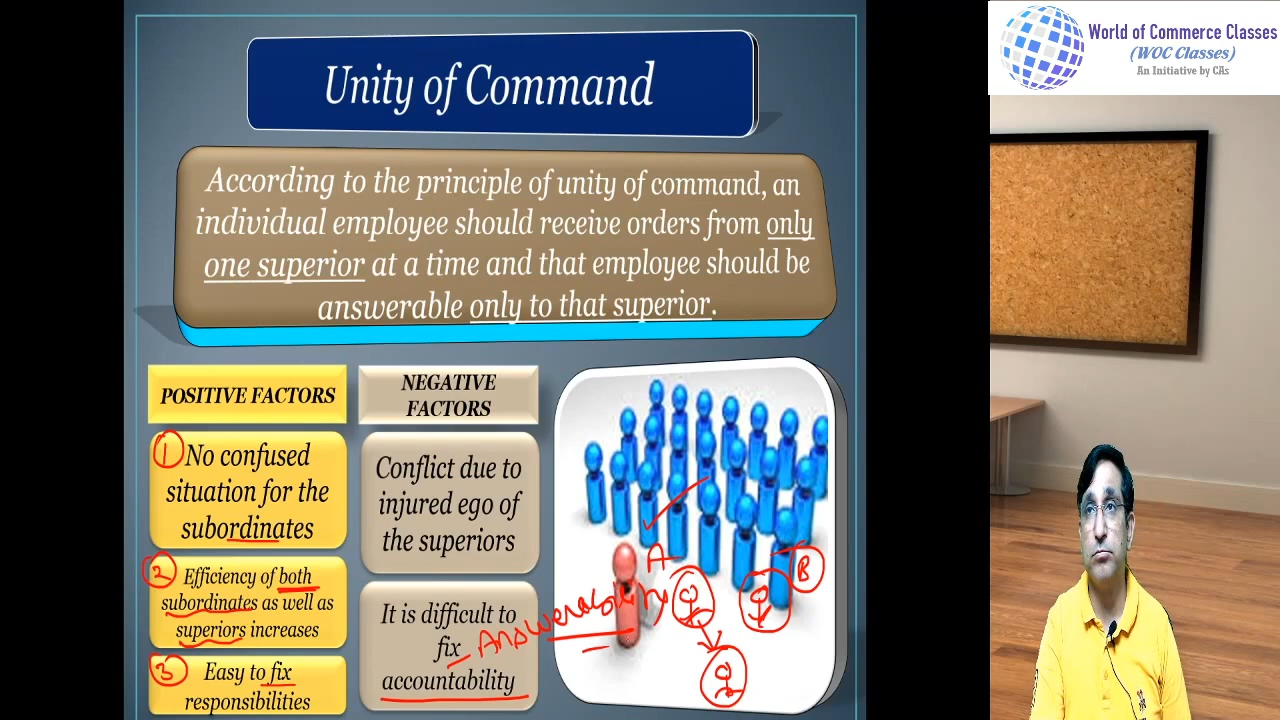 World of Commerce Classes
(WOC Classes)
An Initiative by CAs
Unity of Command
According to the principle of unity of command, an
individual employee should receive orders from only
one superior at a time and that employee should be
answerable only to that superior.
POSITIVE FACTORS
1 No confused
situation for the
subordinates
2 Efficiency of both
subordinates as well as
superiors increases
3 Easy to fix
responsibilities
NEGATIVE
FACTORS
Conflict due to
injured ego of
the superiors
It is difficult to
fix
accountability
Answerability
A
B